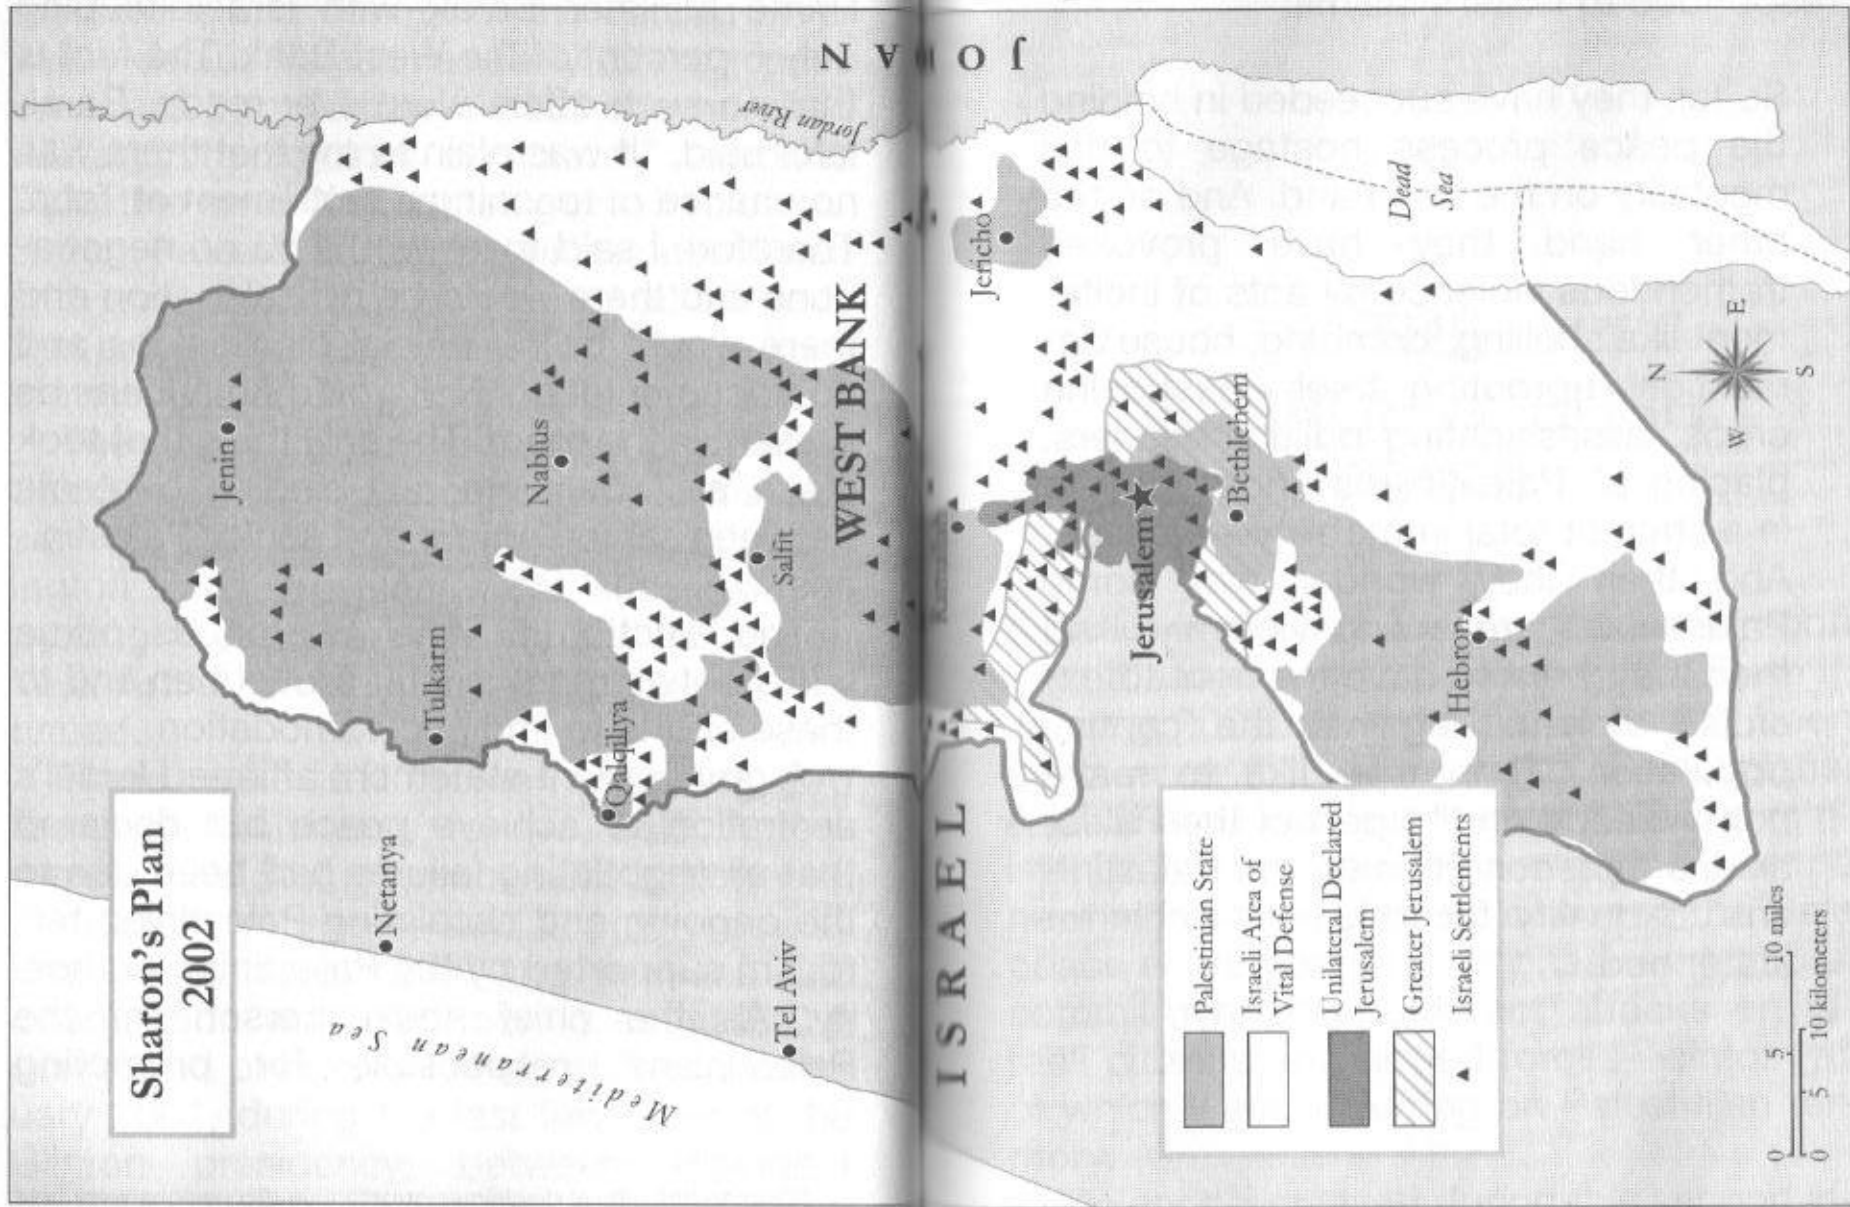 Sharon's Plan
2002
Mediterranean Sea
Netanya
Tel Aviv
Jenin
Tulkarm
Nablus
Qalqiliya
Salfit
WEST BANK
ISRAEL
JORDAN
Jordan River
Jericho
Jerusalem
Bethlehem
Hebron
Dead
Sea
N
E
S
W
Palestinian State
Israeli Area of
Vital Defense
Unilateral Declared
Jerusalem
Greater Jerusalem
Israeli Settlements
0 5 10 miles
0 5 10 kilometers